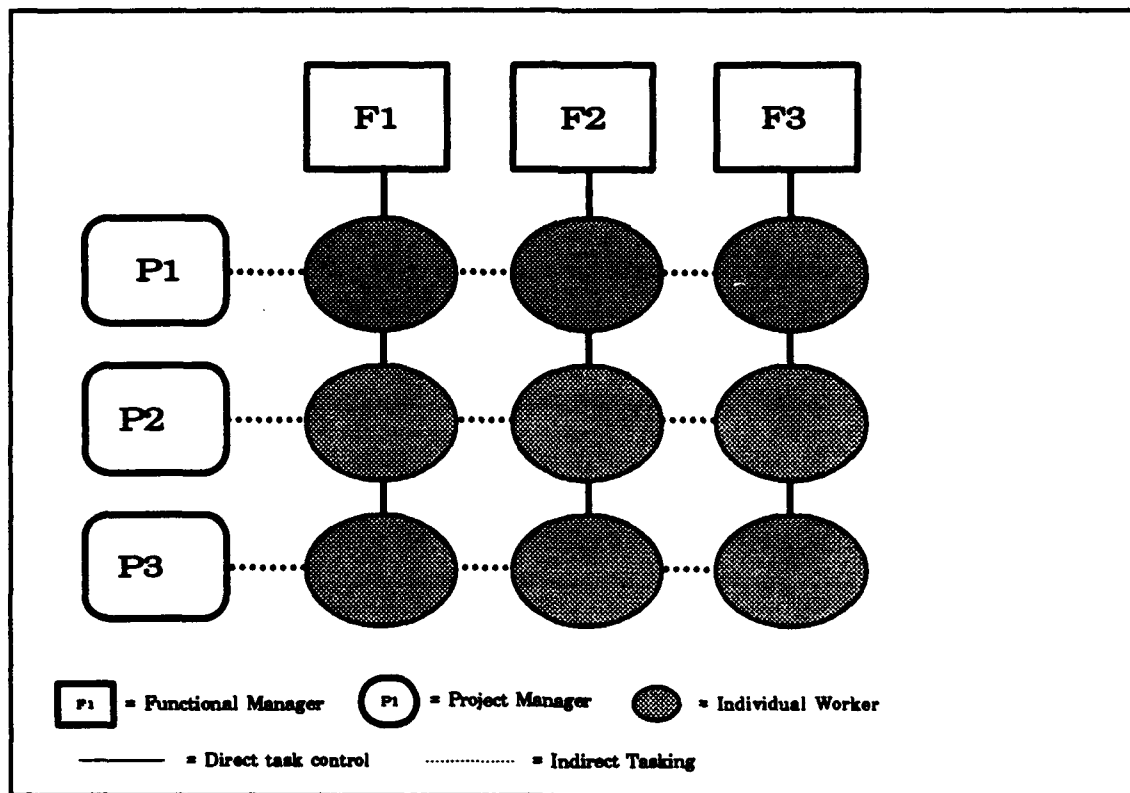 F1 F2 F3
P1
P2
P3
F1 = Functional Manager P1 = Project Manager = Individual Worker
= Direct task control = Indirect Tasking